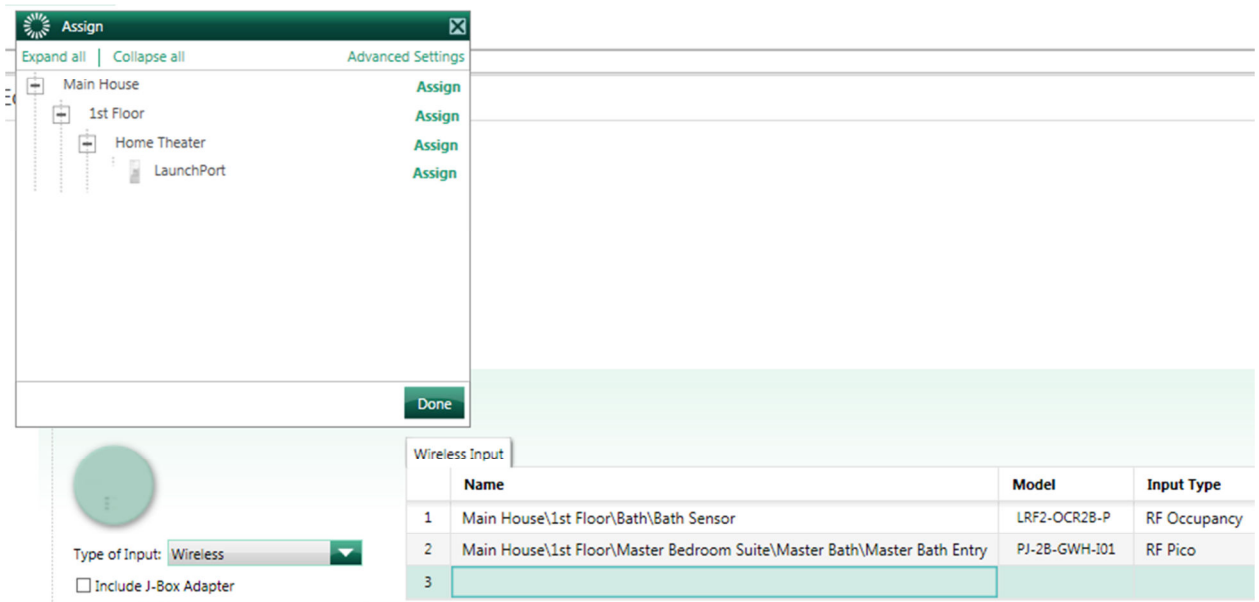 Assign
Expand all | Collapse all Advanced Settings
Main House Assign
1st Floor Assign
Home Theater Assign
LaunchPort Assign
Done
Wireless Input
Name Model Input Type
1 Main House\1st Floor\Bath\Bath Sensor LRF2-OCR2B-P RF Occupancy
2 Main House\1st Floor\Master Bedroom Suite\Master Bath\Master Bath Entry PJ-2B-GWH-I01 RF Pico
3
Type of Input: Wireless
Include J-Box Adapter